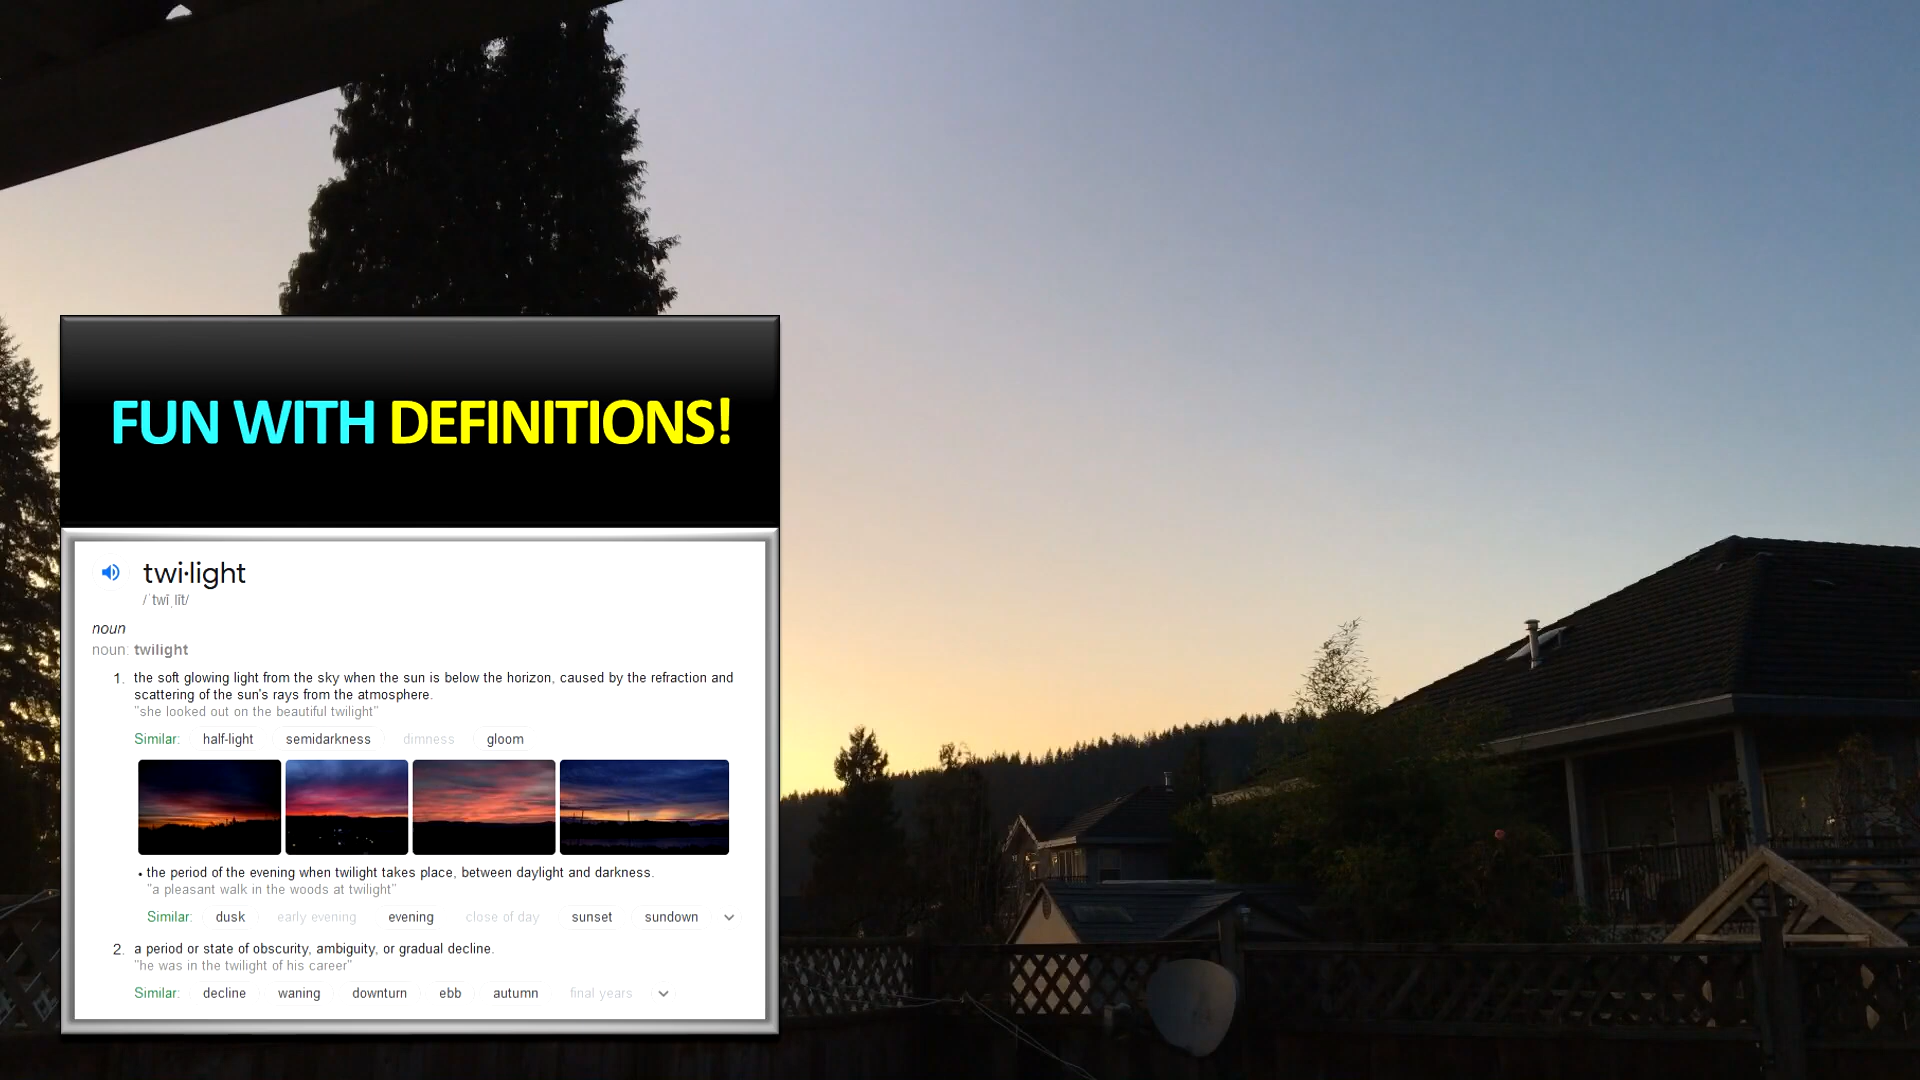 FUN WITH DEFINITIONS!
twi·light
/ˈtwīˌlīt/
noun
noun: twilight
1. the soft glowing light from the sky when the sun is below the horizon, caused by the refraction and
scattering of the sun's rays from the atmosphere.
"she looked out on the beautiful twilight"
Similar: half-light semidarkness dimness gloom
• the period of the evening when twilight takes place, between daylight and darkness.
"a pleasant walk in the woods at twilight"
Similar: dusk early evening evening close of day sunset sundown
2. a period or state of obscurity, ambiguity, or gradual decline.
"he was in the twilight of his career"
Similar: decline waning downturn ebb autumn final years